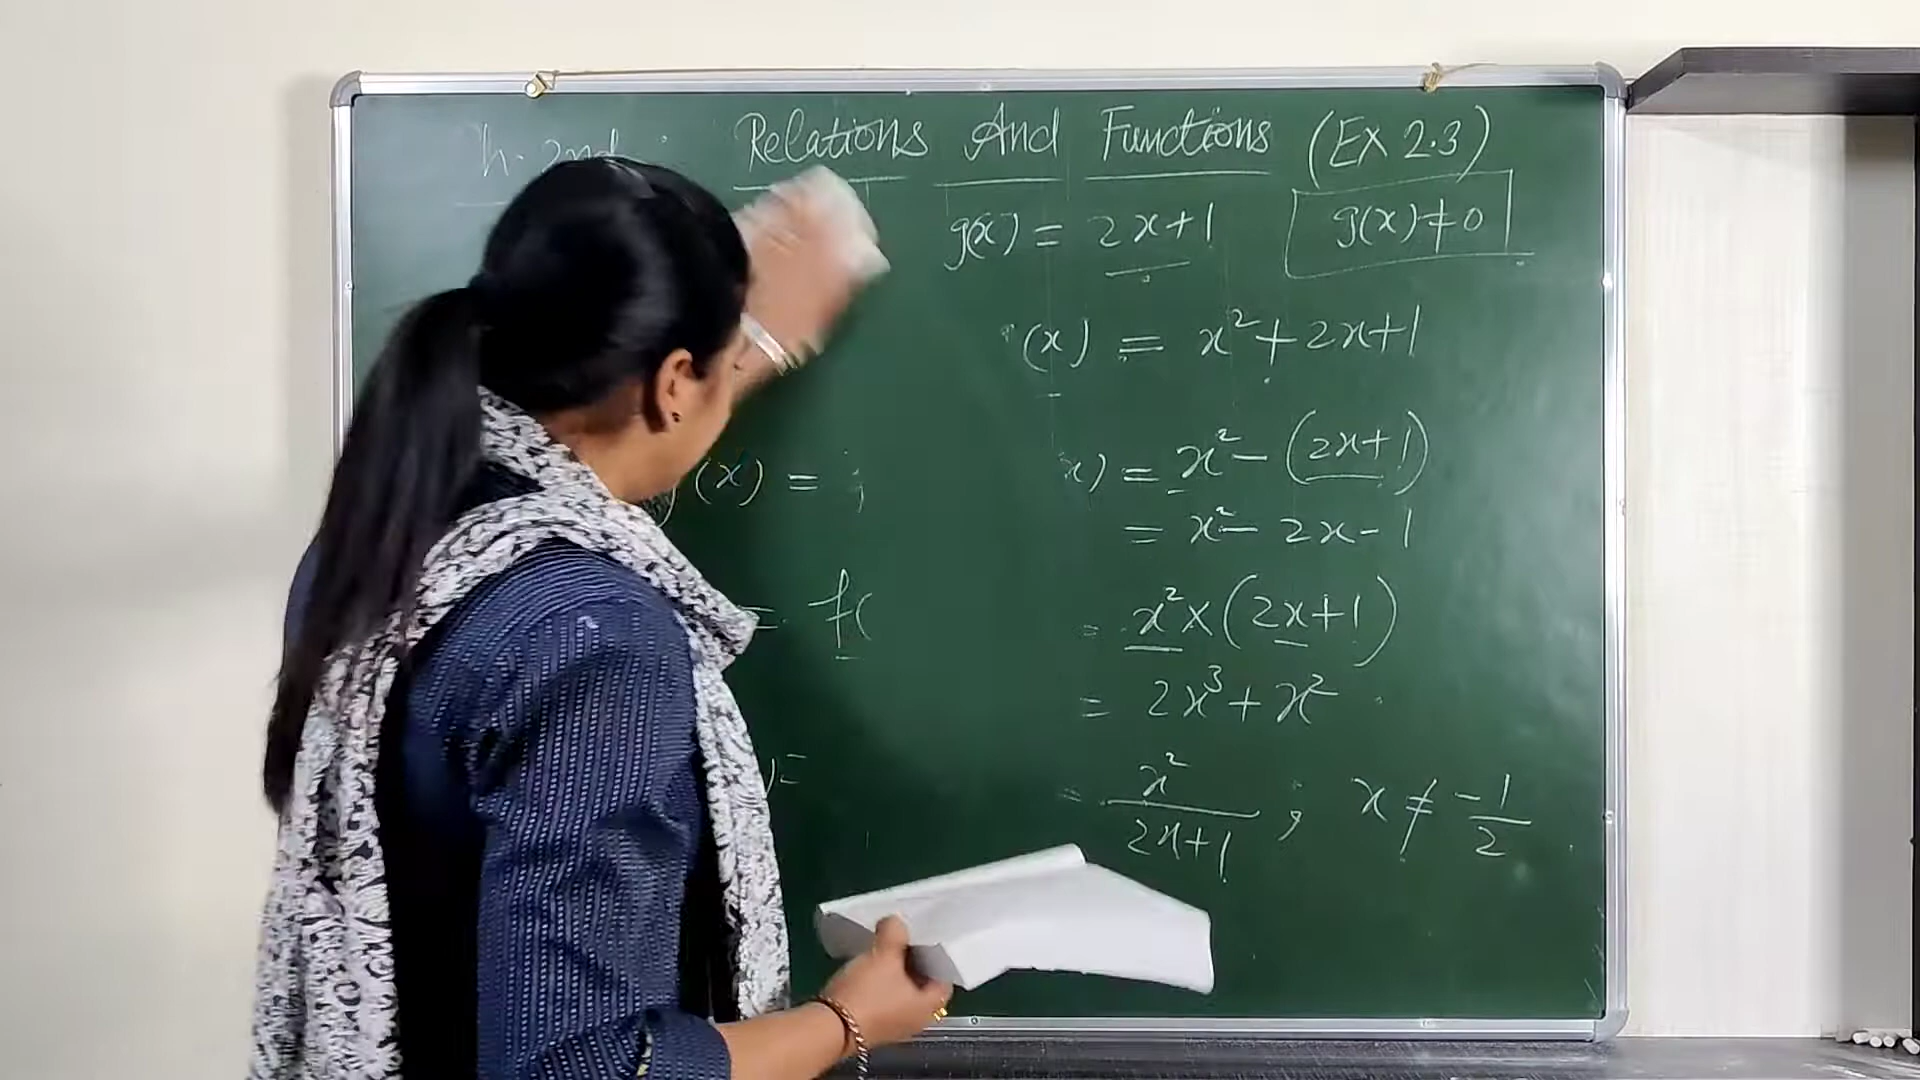 h. 2nd : Relations And Functions (EX 2.3)
g(x) = 2x+1 g(x)≠0
(x) = x²+2x+1
(x) = x) = x²-(2x+1)
= x²-2x-1
= f( = x²×(2x+1)
= 2x³+x²
)= = x²/2x+1 ; x≠-1/2